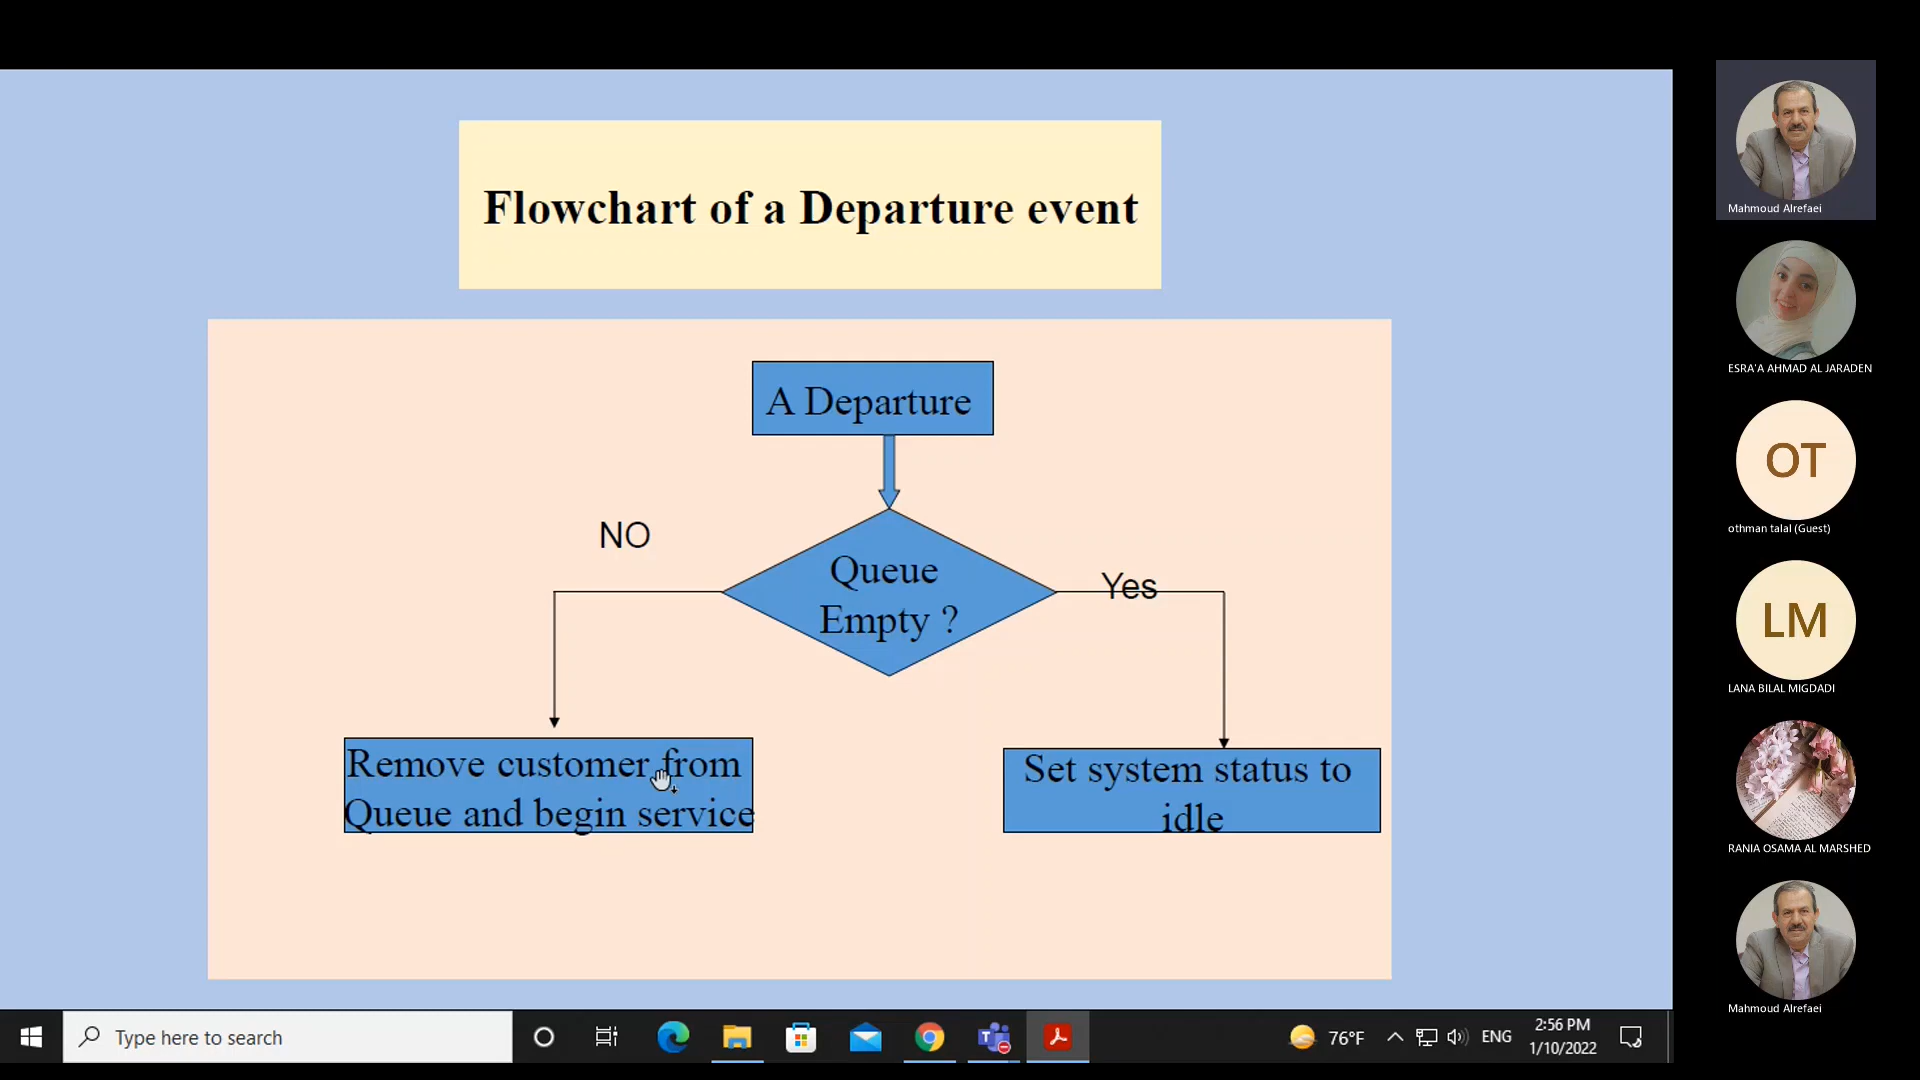 Flowchart of a Departure event
A Departure
NO
Queue
Empty ?
Yes
Remove customer from
Queue and begin service
Set system status to
idle
Mahmoud Alrefaei
ESRA'A AHMAD AL JARADEN
OT
othman talal (Guest)
LM
LANA BILAL MIGDADI
RANIA OSAMA AL MARSHED
Mahmoud Alrefaei
Type here to search
76°F
ENG
2:56 PM
1/10/2022